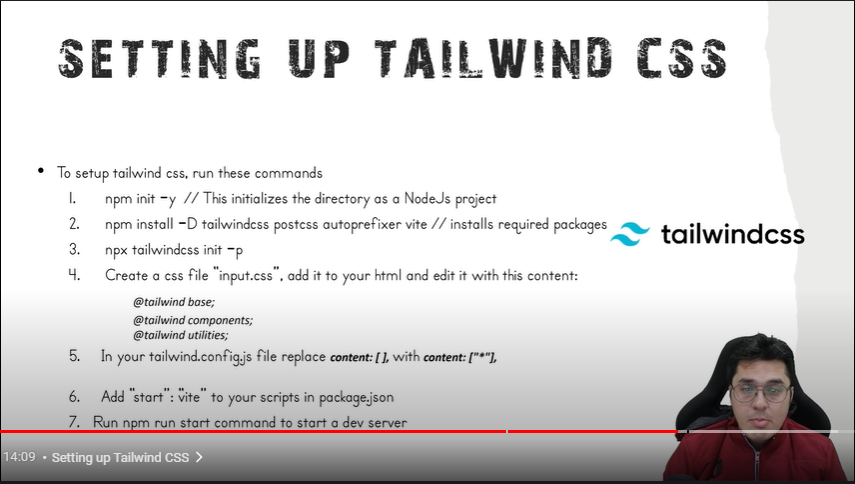 SETTING UP TAILWIND CSS
• To setup tailwind css, run these commands
1. npm init -y // This initializes the directory as a NodeJs project
2. npm install -D tailwindcss postcss autoprefixer vite // installs required packages
tailwindcss
3. npx tailwindcss init -p
4. Create a css file "input.css", add it to your html and edit it with this content:
@tailwind base;
@tailwind components;
@tailwind utilities;
5. In your tailwind.config.js file replace content: [ ], with content: ["*"],
6. Add "start": "vite" to your scripts in package.json
7. Run npm run start command to start a dev server
14:09 • Setting up Tailwind CSS >